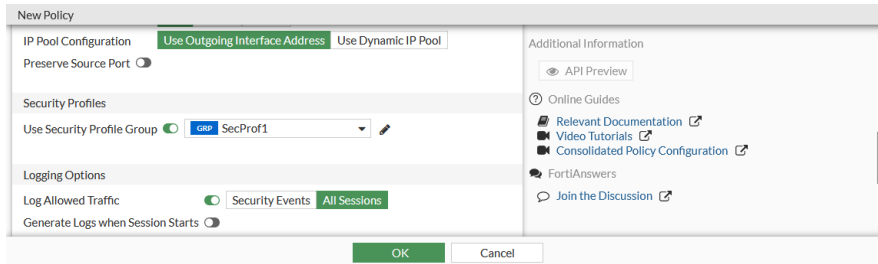 New Policy
IP Pool Configuration Use Outgoing Interface Address Use Dynamic IP Pool
Preserve Source Port
Security Profiles
Use Security Profile Group GRP SecProf1
Logging Options
Log Allowed Traffic Security Events All Sessions
Generate Logs when Session Starts
Additional Information
API Preview
Online Guides
Relevant Documentation
Video Tutorials
Consolidated Policy Configuration
FortiAnswers
Join the Discussion
OK Cancel